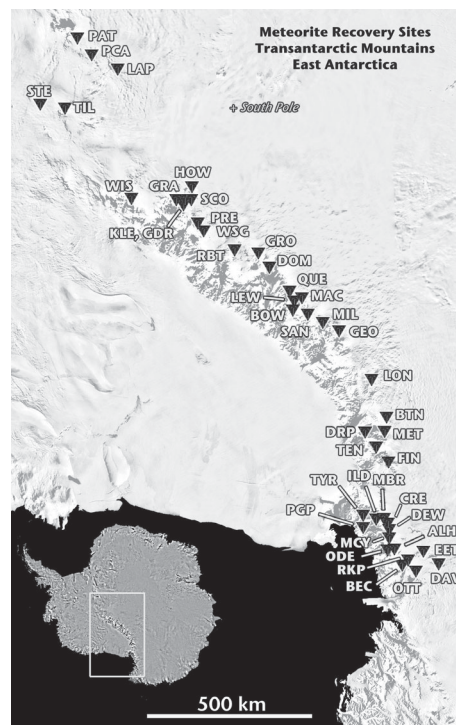 Meteorite Recovery Sites
Transantarctic Mountains
East Antarctica
PAT
PCA
LAP
STE
TIL
+ South Pole
HOW
WIS
GRA
SCO
KLE, GDR
PRE
WSG
RBT
GRO
DOM
QUE
LEW
MAC
BOW
MIL
SAN
GEO
LON
BTN
DRP
MET
TEN
FIN
ILD
MBR
TYR
CRE
PGP
DEW
MCY
ALH
ODE
EET
RKP
DAV
BEC
OTT
500 km